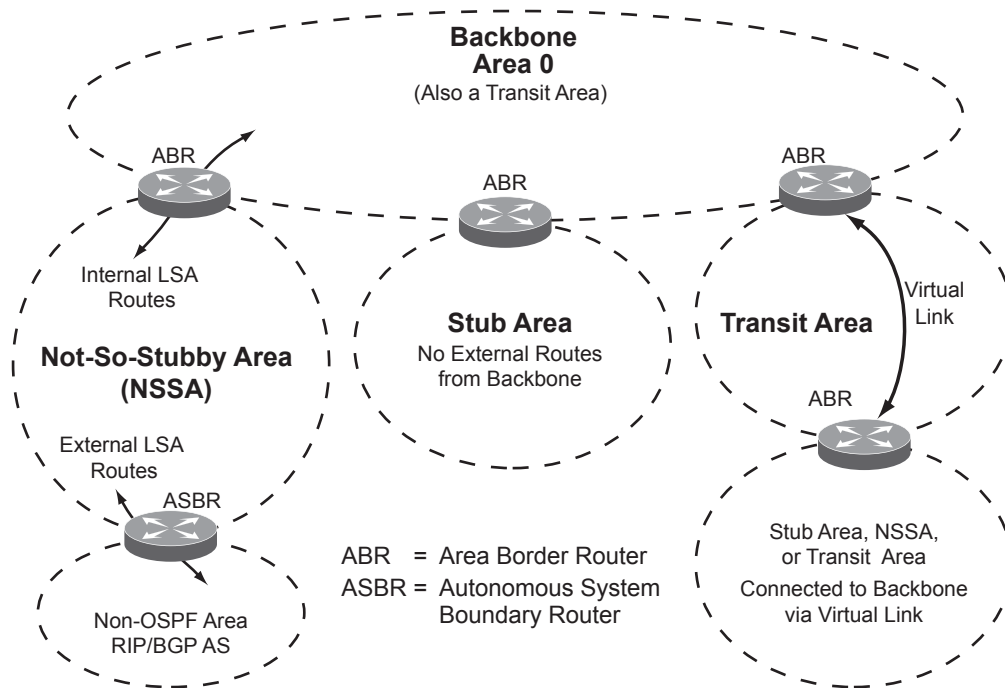 Backbone
Area 0
(Also a Transit Area)
ABR
ABR
ABR
Internal LSA
Routes
Not-So-Stubby Area
(NSSA)
External LSA
Routes
ASBR
Non-OSPF Area
RIP/BGP AS
Stub Area
No External Routes
from Backbone
Transit Area
Virtual
Link
ABR
Stub Area, NSSA,
or Transit Area
Connected to Backbone
via Virtual Link
ABR = Area Border Router
ASBR = Autonomous System
Boundary Router